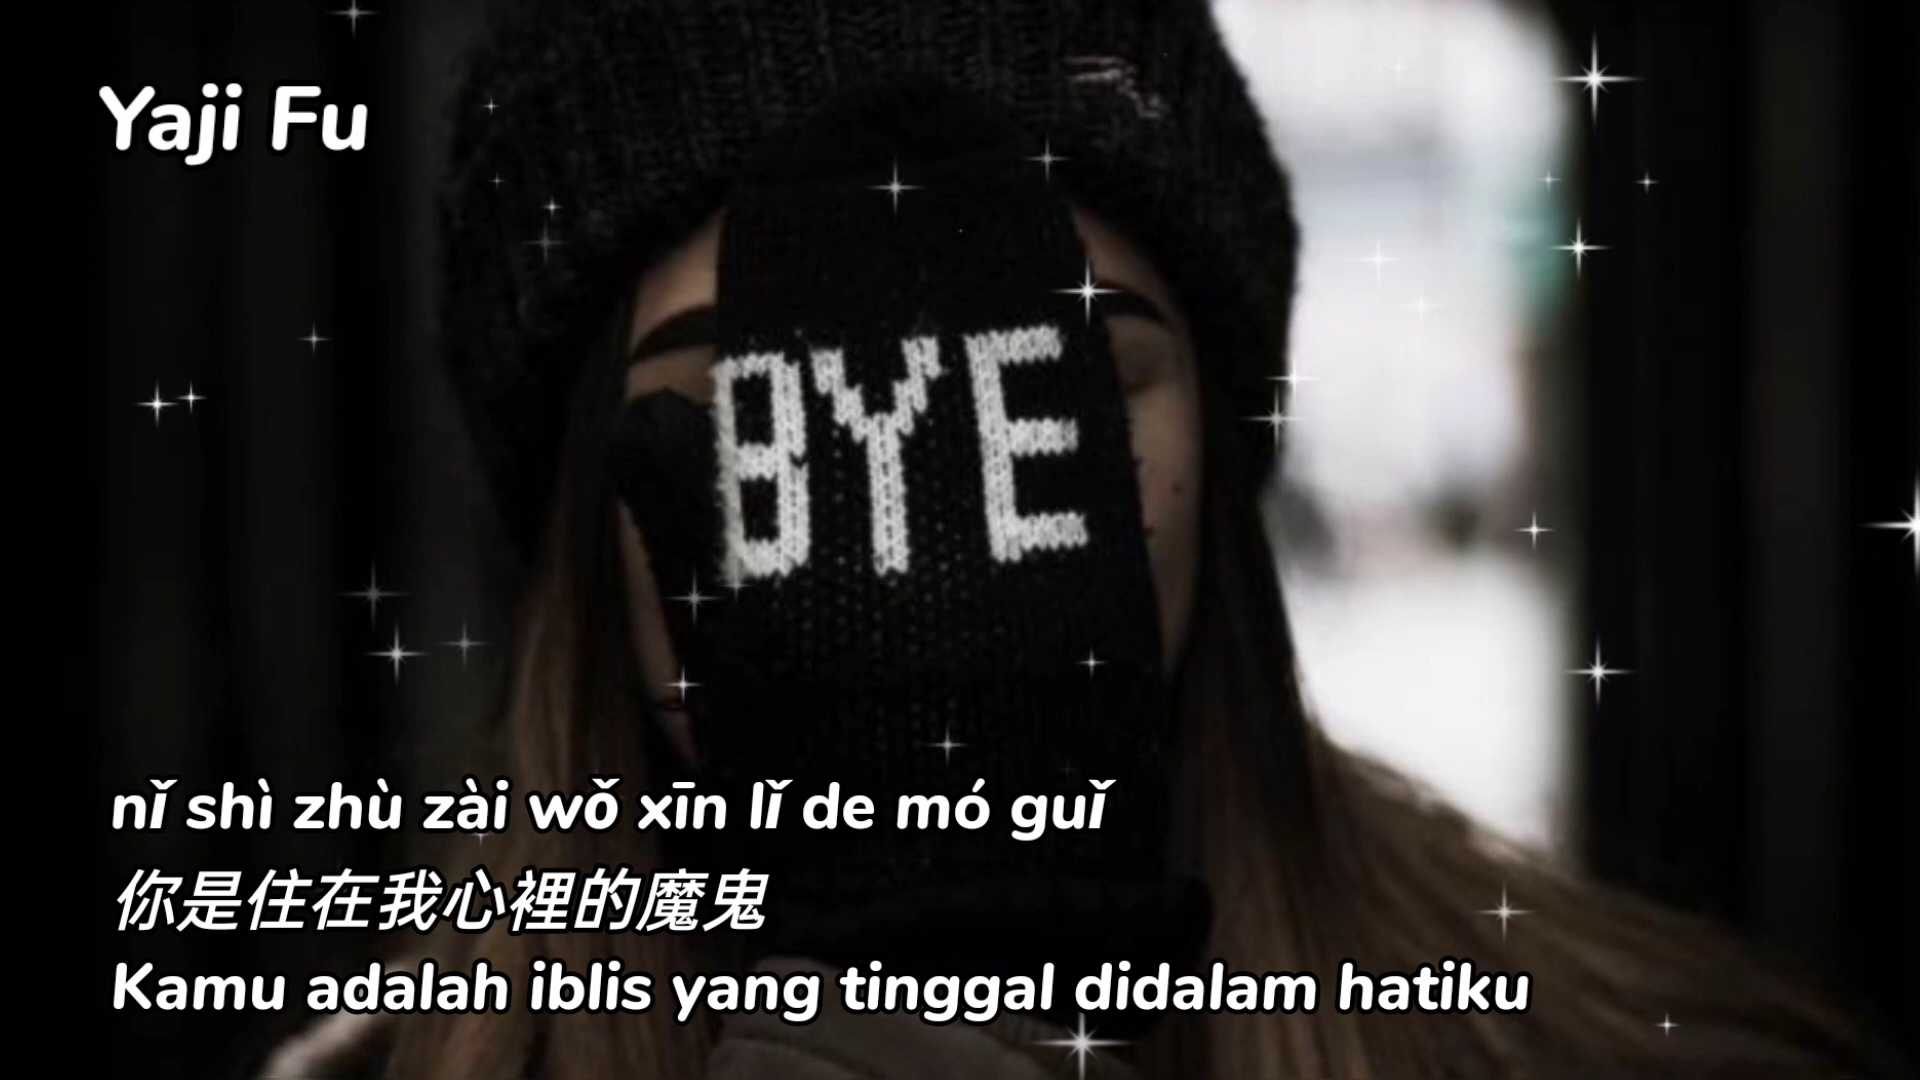 Yaji Fu
BYE
nǐ shì zhù zài wǒ xīn lǐ de mó guǐ
你是住在我心裡的魔鬼
Kamu adalah iblis yang tinggal didalam hatiku